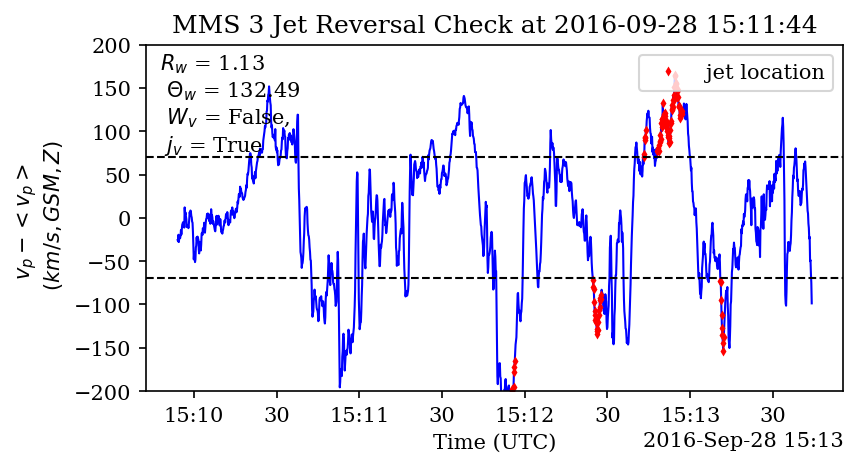 MMS 3 Jet Reversal Check at 2016-09-28 15:11:44
R_w = 1.13
Θ_w = 132.49
W_v = False,
j_v = True
jet location
200
150
100
50
0
−50
−100
−150
−200
v_p − < v_p >
(km/s, GSM, Z)
15:10 30 15:11 30 15:12 30 15:13 30
Time (UTC)
2016-Sep-28 15:13